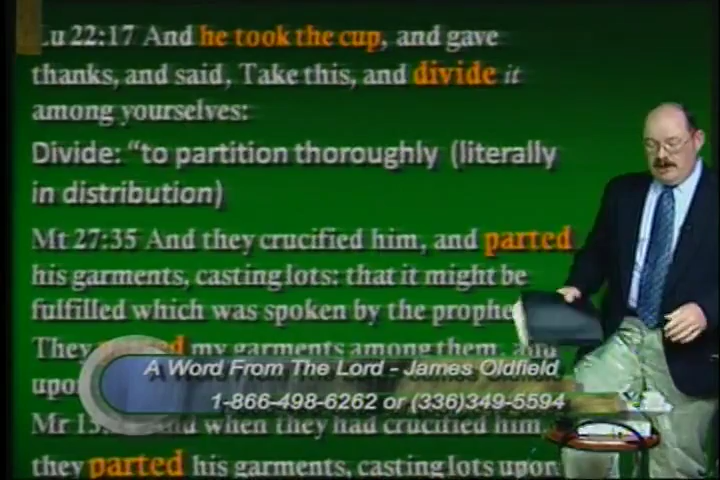 Lu 22:17 And he took the cup, and gave
thanks, and said, Take this, and divide it
among yourselves:
Divide: "to partition thoroughly (literally
in distribution)
Mt 27:35 And they crucified him, and parted
his garments, casting lots: that it might be
fulfilled which was spoken by the prophe
They my garments among them, and
upo
A Word From The Lord - James Oldfield
1-866-498-6262 or (336)349-5594
Mr 15 And when they had crucified him,
they parted his garments, casting lots upon